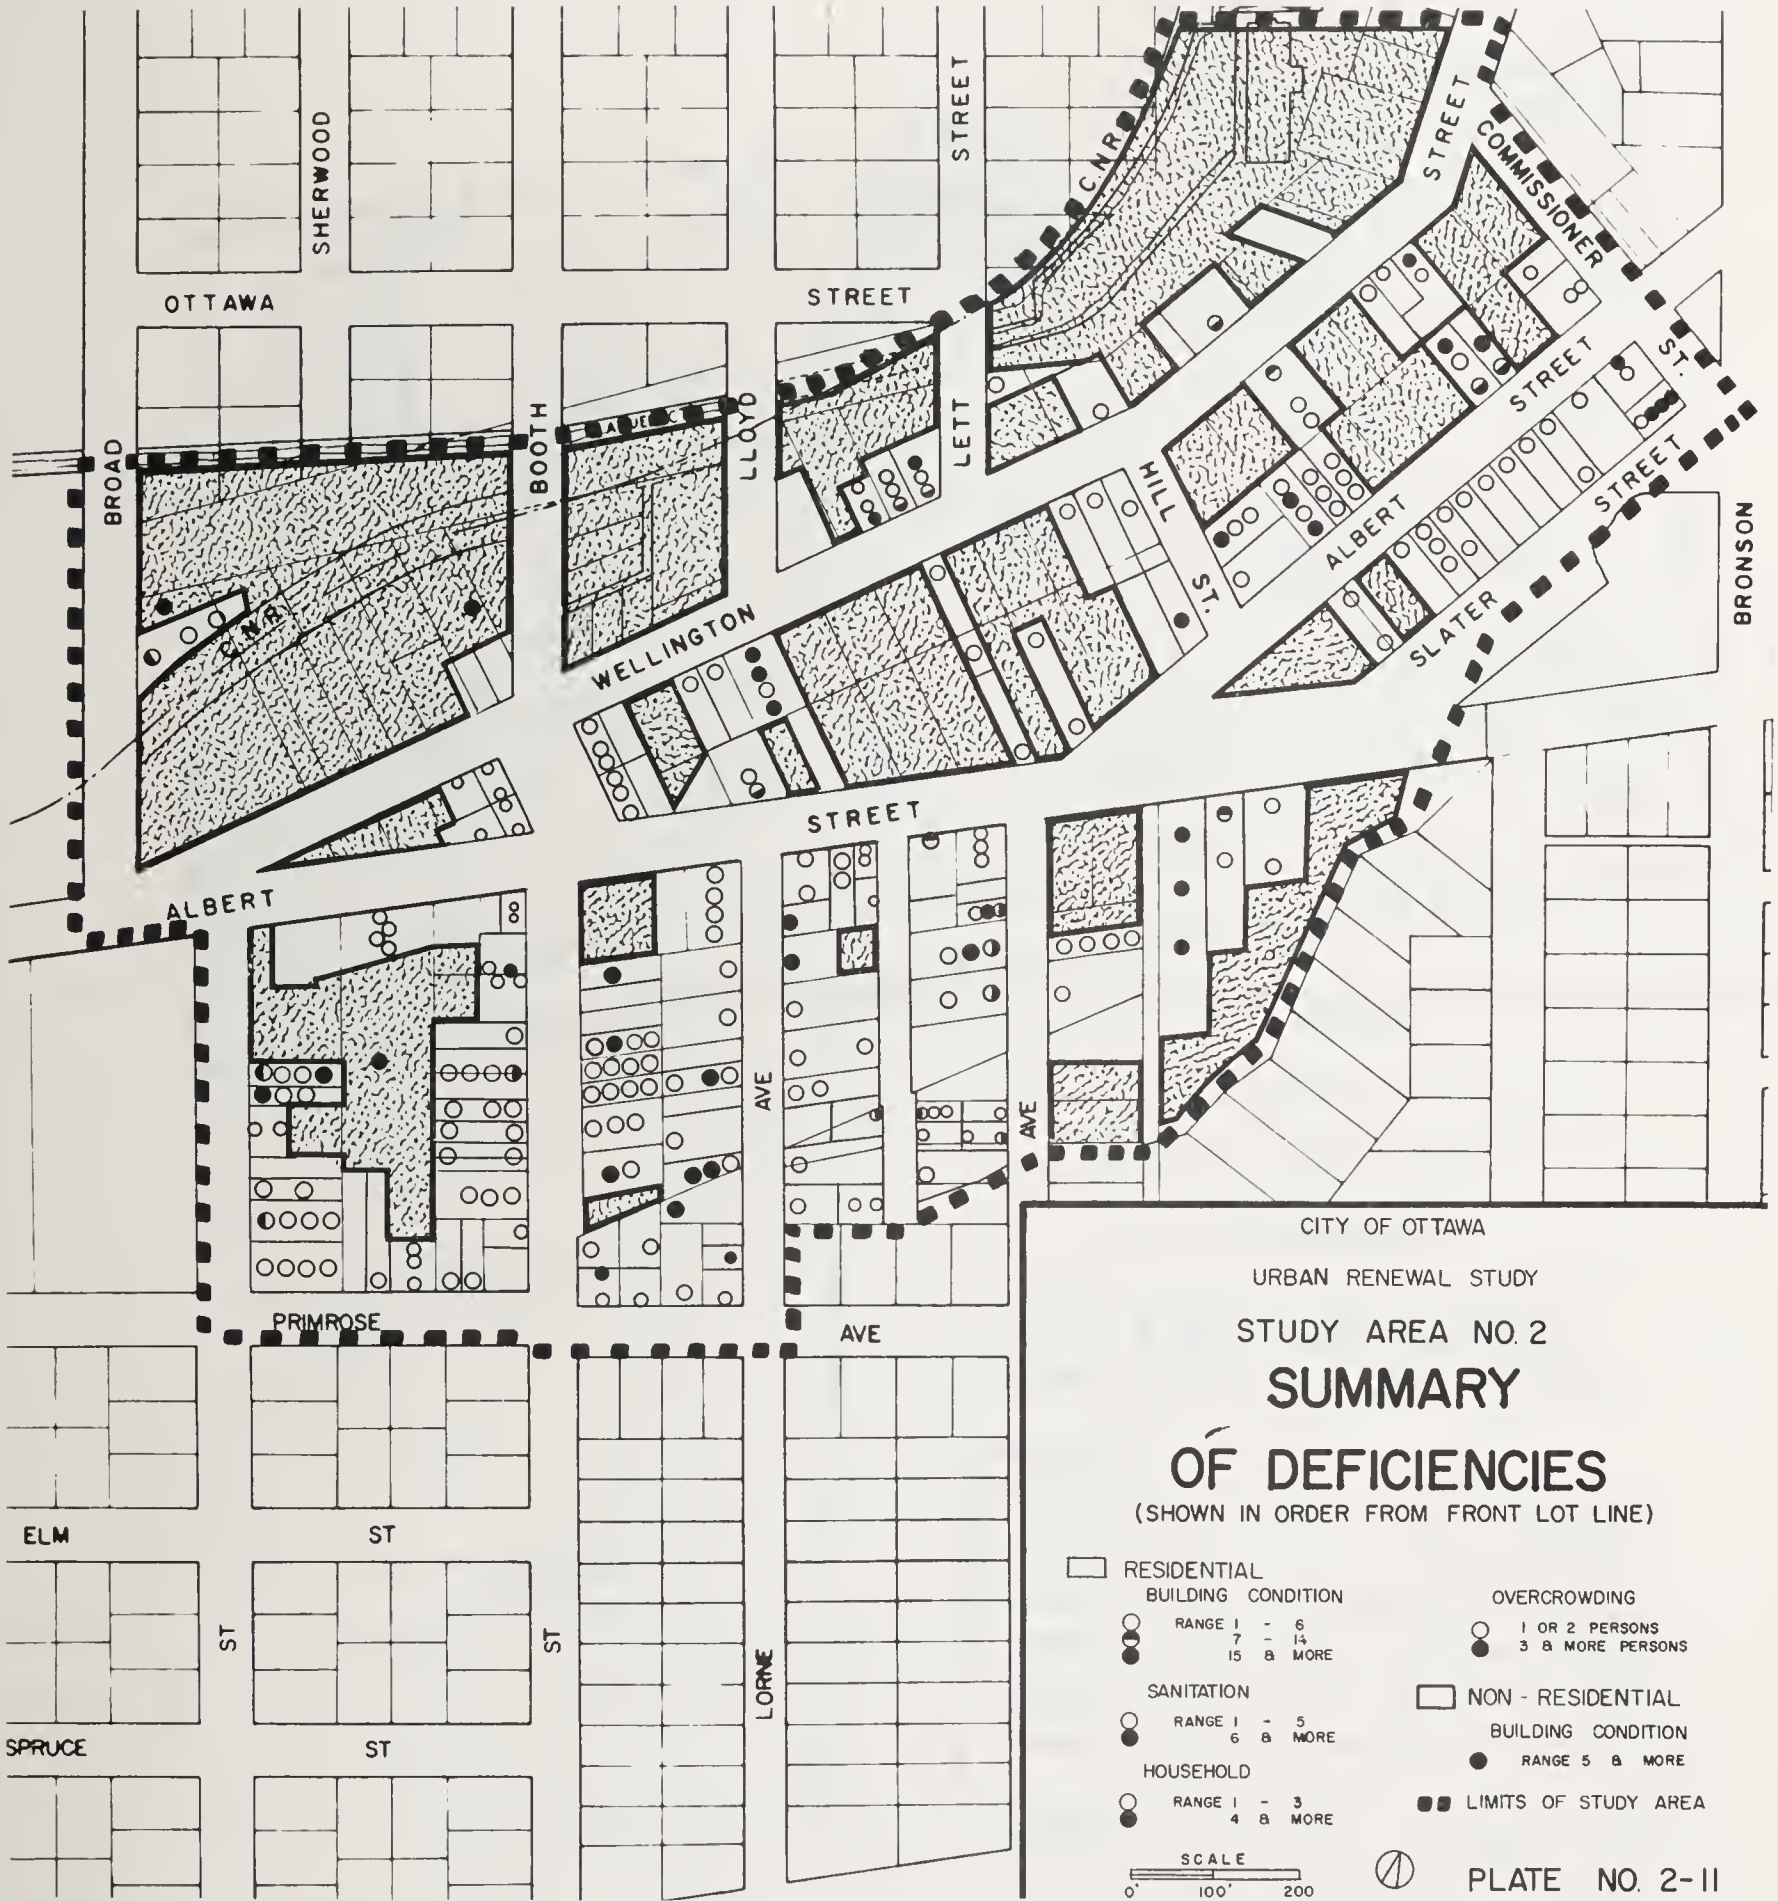 STREET
SHERWOOD
CNR
STREET
COMMISSIONER
OTTAWA
STREET
ST.
STREET
BROAD
BOOTH
LLOYD
LETT
HILL
ST.
ALBERT
STREET
BRONSON
SLATER
C.N.R.
WELLINGTON
STREET
ALBERT
AVE
AVE
PRIMROSE
AVE
ELM
ST
ST
ST
LORNE
SPRUCE
ST
CITY OF OTTAWA
URBAN RENEWAL STUDY
STUDY AREA NO. 2
SUMMARY
OF DEFICIENCIES
(SHOWN IN ORDER FROM FRONT LOT LINE)
RESIDENTIAL
BUILDING CONDITION
RANGE 1 - 6
7 - 14
15 & MORE
SANITATION
RANGE 1 - 5
6 & MORE
HOUSEHOLD
RANGE 1 - 3
4 & MORE
OVERCROWDING
1 OR 2 PERSONS
3 & MORE PERSONS
NON - RESIDENTIAL
BUILDING CONDITION
RANGE 5 & MORE
LIMITS OF STUDY AREA
SCALE
0' 100' 200
PLATE NO. 2-11